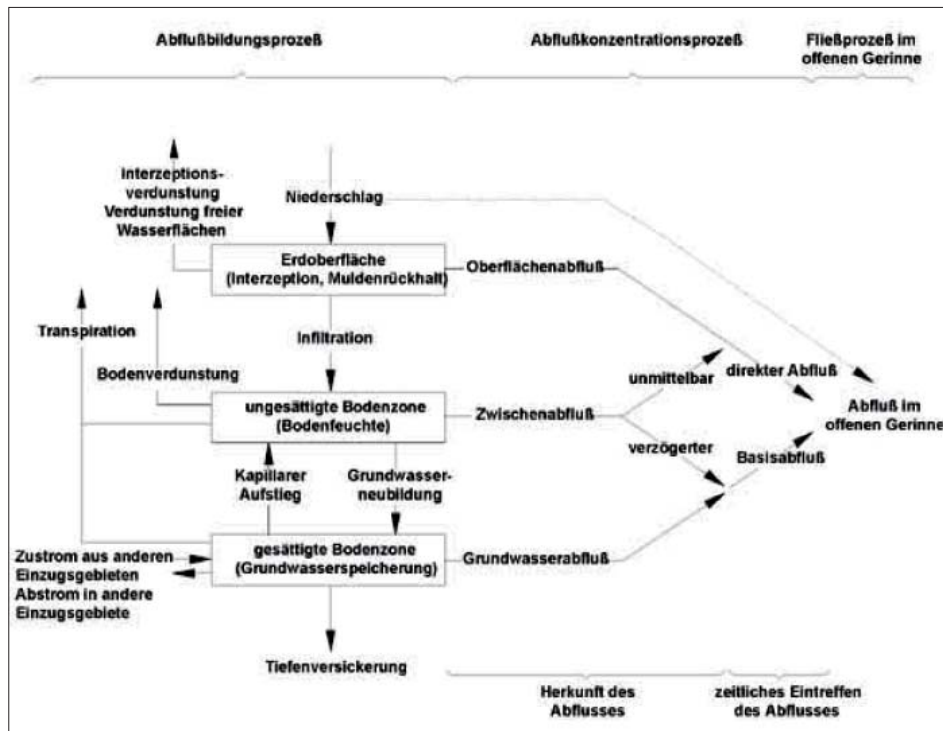 Abflußbildungsprozeß
Abflußkonzentrationsprozeß
Fließprozeß im
offenen Gerinne
Interzeptions-
verdunstung
Verdunstung freier
Wasserflächen
Niederschlag
Erdoberfläche
(Interzeption, Muldenrückhalt)
Oberflächenabfluß
Transpiration
Infiltration
Bodenverdunstung
unmittelbar
direkter Abfluß
ungesättigte Bodenzone
(Bodenfeuchte)
Zwischenabfluß
Abfluß im
offenen Gerinne
verzögerter
Basisabfluß
Kapillarer
Aufstieg
Grundwasser-
neubildung
gesättigte Bodenzone
(Grundwasserspeicherung)
Grundwasserabfluß
Zustrom aus anderen
Einzugsgebieten
Abstrom in andere
Einzugsgebiete
Tiefenversickerung
Herkunft des
Abflusses
zeitliches Eintreffen
des Abflusses